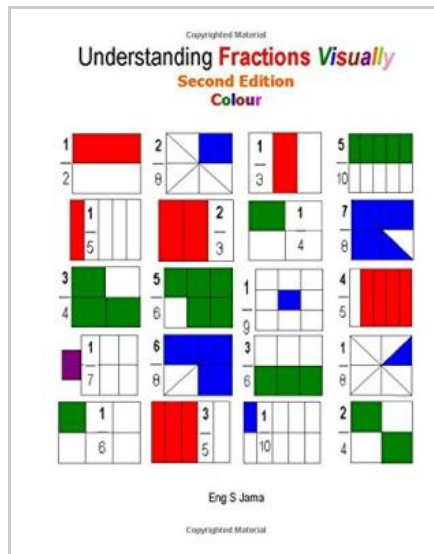 Copyrighted Material
Understanding Fractions Visually
Second Edition
Colour
1 2 1 5
2 8 3 10
1 2 1 7
5 3 4 8
3 5 1 4
4 6 9 5
1 6 3 1
7 8 6 8
1 3 1 2
6 5 10 4
Eng S Jama
Copyrighted Material